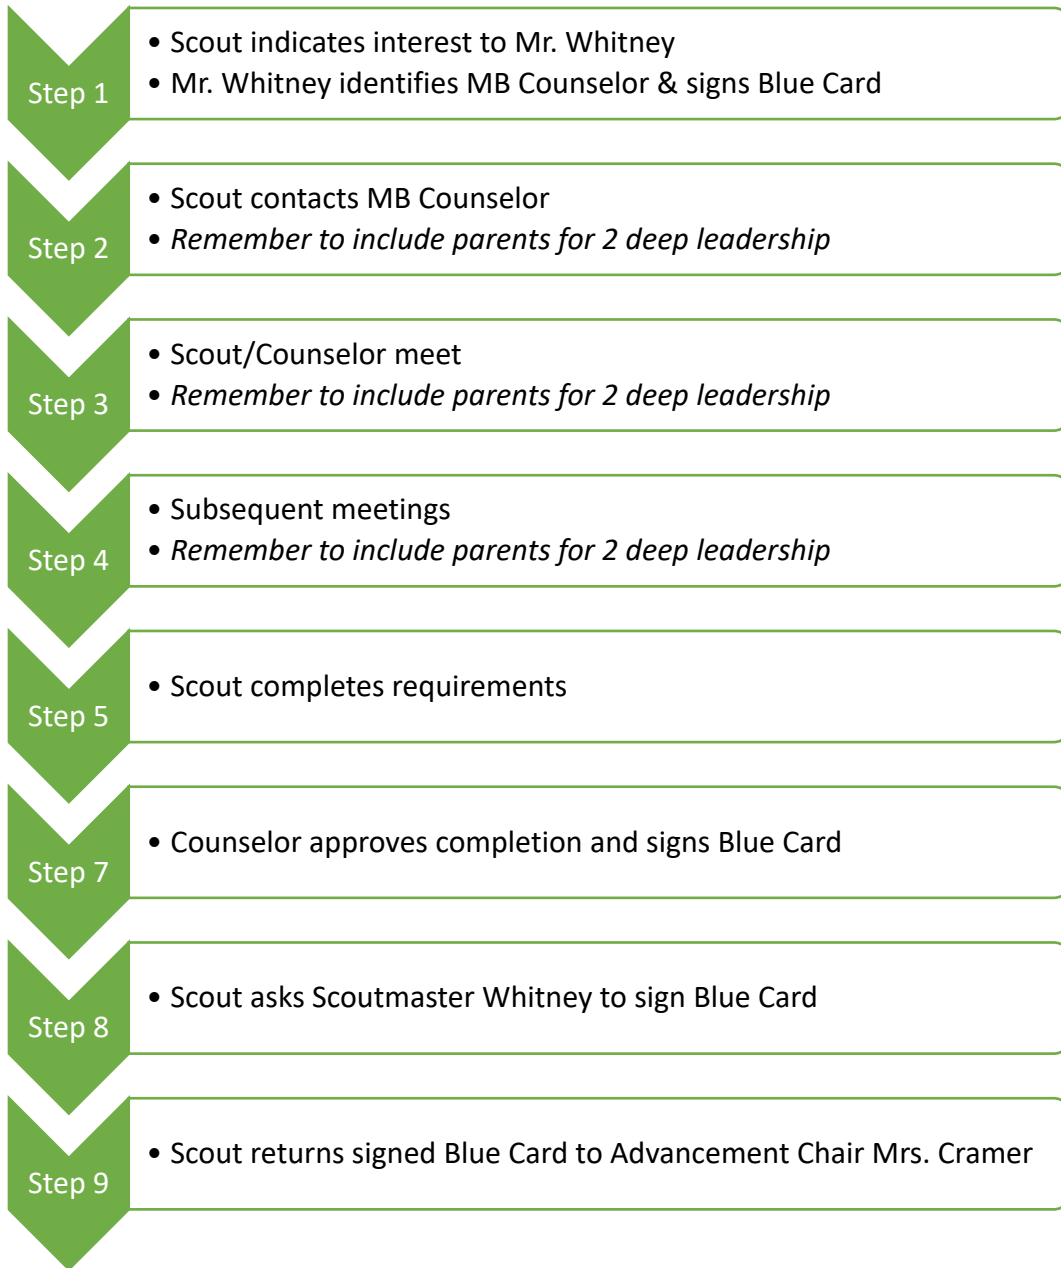 Step 1
• Scout indicates interest to Mr. Whitney
• Mr. Whitney identifies MB Counselor & signs Blue Card
Step 2
• Scout contacts MB Counselor
• Remember to include parents for 2 deep leadership
Step 3
• Scout/Counselor meet
• Remember to include parents for 2 deep leadership
Step 4
• Subsequent meetings
• Remember to include parents for 2 deep leadership
Step 5
• Scout completes requirements
Step 7
• Counselor approves completion and signs Blue Card
Step 8
• Scout asks Scoutmaster Whitney to sign Blue Card
Step 9
• Scout returns signed Blue Card to Advancement Chair Mrs. Cramer